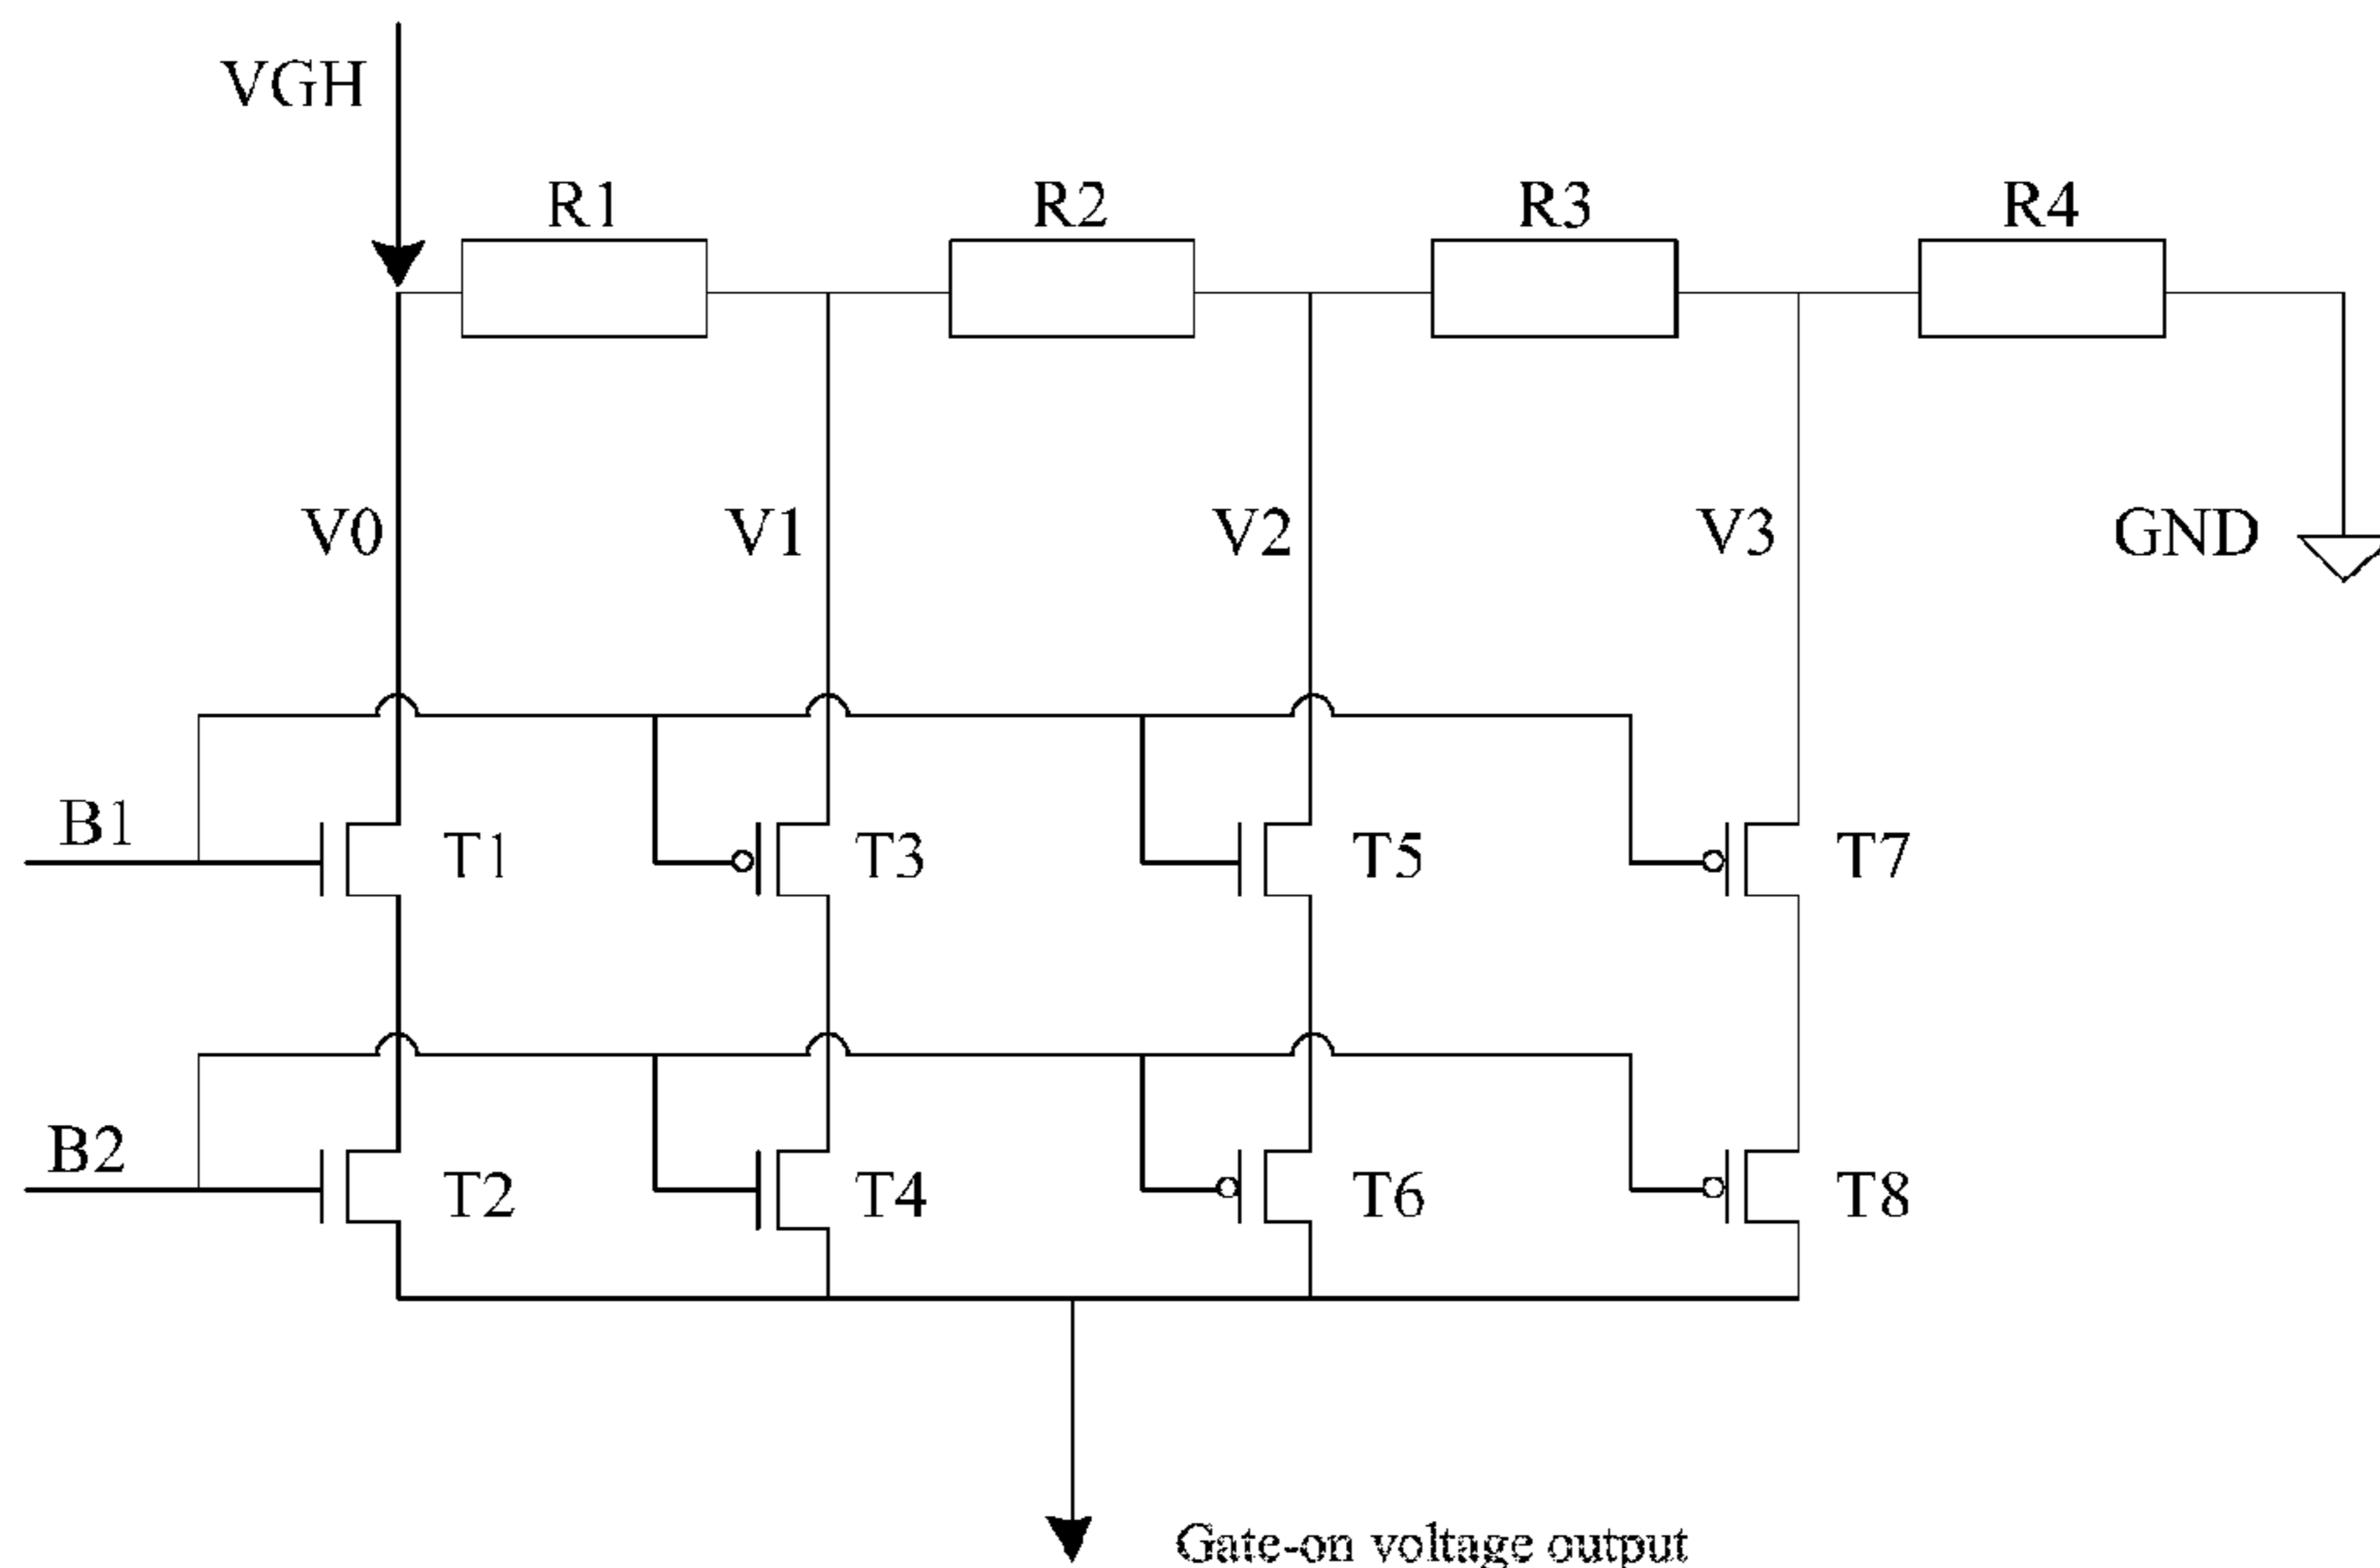 VGH
R1 R2 R3 R4
V0 V1 V2 V3 GND
B1 T1 T3 T5 T7
B2 T2 T4 T6 T8
Gate-on voltage output